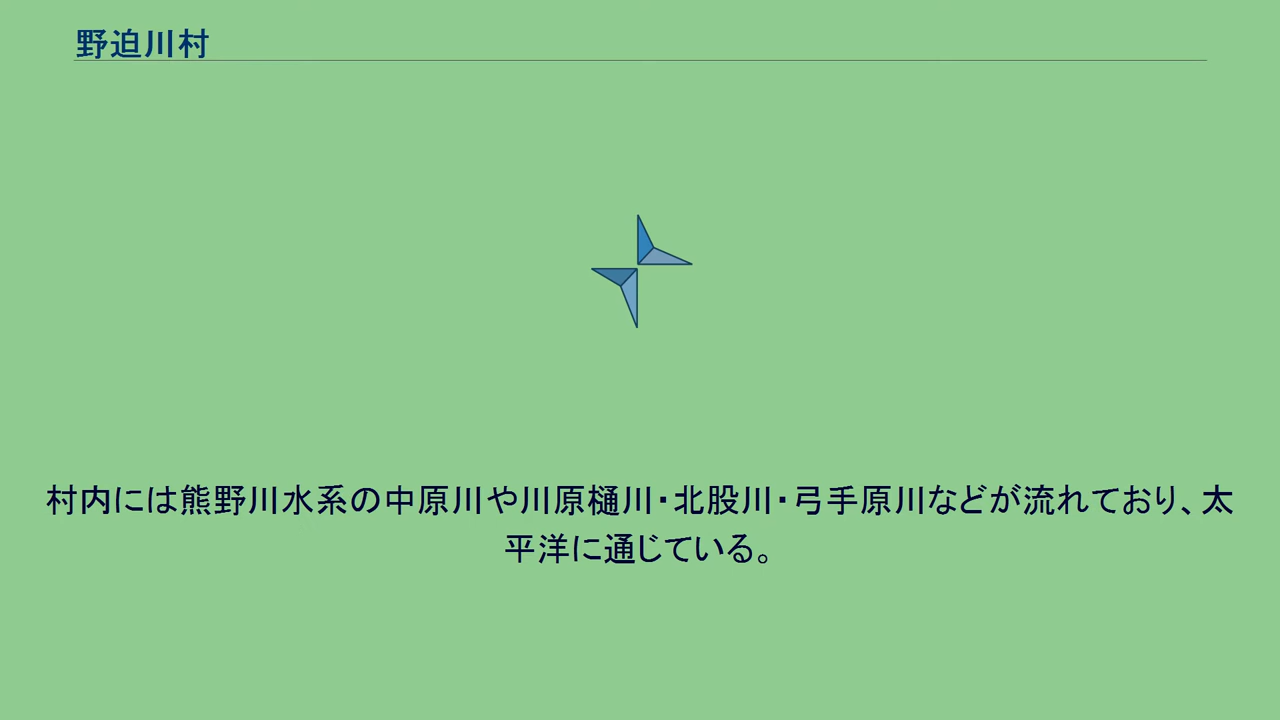 野迫川村
村内には熊野川水系の中原川や川原樋川・北股川・弓手原川などが流れており、太
平洋に通じている。